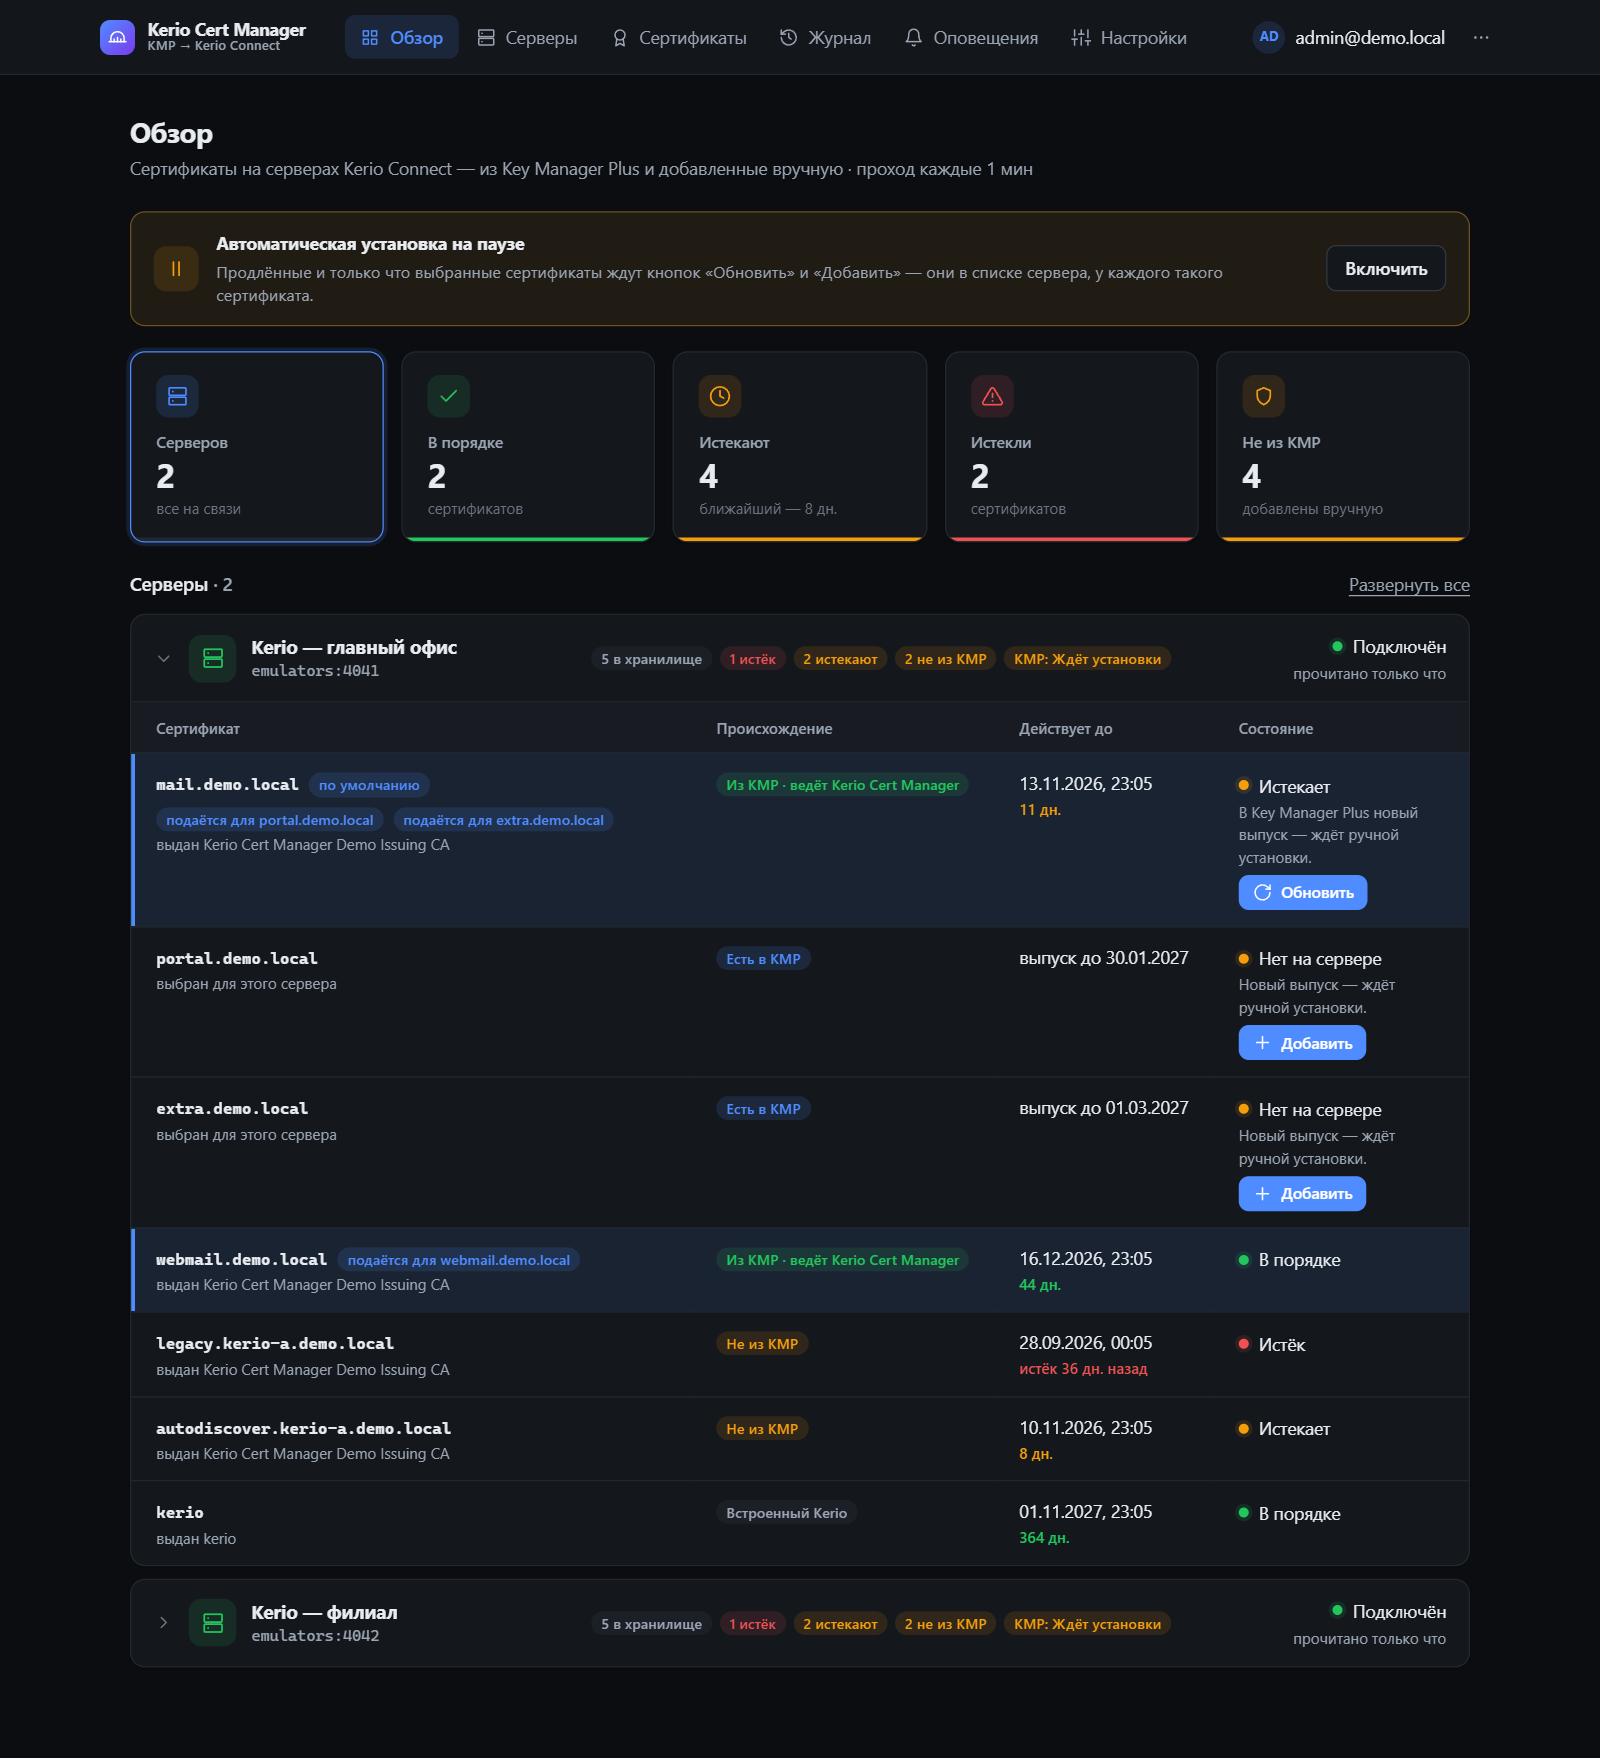 Kerio Cert Manager
KMP → Kerio Connect
Обзор
Серверы
Сертификаты
Журнал
Оповещения
Настройки
AD
admin@demo.local
···
Обзор
Сертификаты на серверах Kerio Connect — из Key Manager Plus и добавленные вручную · проход каждые 1 мин
Автоматическая установка на паузе
Продлённые и только что выбранные сертификаты ждут кнопок «Обновить» и «Добавить» — они в списке сервера, у каждого такого
сертификата.
Включить
Серверов
2
все на связи
В порядке
2
сертификатов
Истекают
4
ближайший — 8 дн.
Истекли
2
сертификатов
Не из KMP
4
добавлены вручную
Серверы · 2
Развернуть все
Kerio — главный офис
emulators:4041
5 в хранилище
1 истёк
2 истекают
2 не из KMP
KMP: Ждёт установки
Подключён
прочитано только что
Сертификат
Происхождение
Действует до
Состояние
mail.demo.local
по умолчанию
подаётся для portal.demo.local
подаётся для extra.demo.local
выдан Kerio Cert Manager Demo Issuing CA
Из KMP · ведёт Kerio Cert Manager
13.11.2026, 23:05
11 дн.
Истекает
В Key Manager Plus новый
выпуск — ждёт ручной
установки.
Обновить
portal.demo.local
выбран для этого сервера
Есть в KMP
выпуск до 30.01.2027
Нет на сервере
Новый выпуск — ждёт
ручной установки.
Добавить
extra.demo.local
выбран для этого сервера
Есть в KMP
выпуск до 01.03.2027
Нет на сервере
Новый выпуск — ждёт
ручной установки.
Добавить
webmail.demo.local
подаётся для webmail.demo.local
выдан Kerio Cert Manager Demo Issuing CA
Из KMP · ведёт Kerio Cert Manager
16.12.2026, 23:05
44 дн.
В порядке
legacy.kerio-a.demo.local
выдан Kerio Cert Manager Demo Issuing CA
Не из KMP
28.09.2026, 00:05
истёк 36 дн. назад
Истёк
autodiscover.kerio-a.demo.local
выдан Kerio Cert Manager Demo Issuing CA
Не из KMP
10.11.2026, 23:05
8 дн.
Истекает
kerio
выдан kerio
Встроенный Kerio
01.11.2027, 23:05
364 дн.
В порядке
Kerio — филиал
emulators:4042
5 в хранилище
1 истёк
2 истекают
2 не из KMP
KMP: Ждёт установки
Подключён
прочитано только что